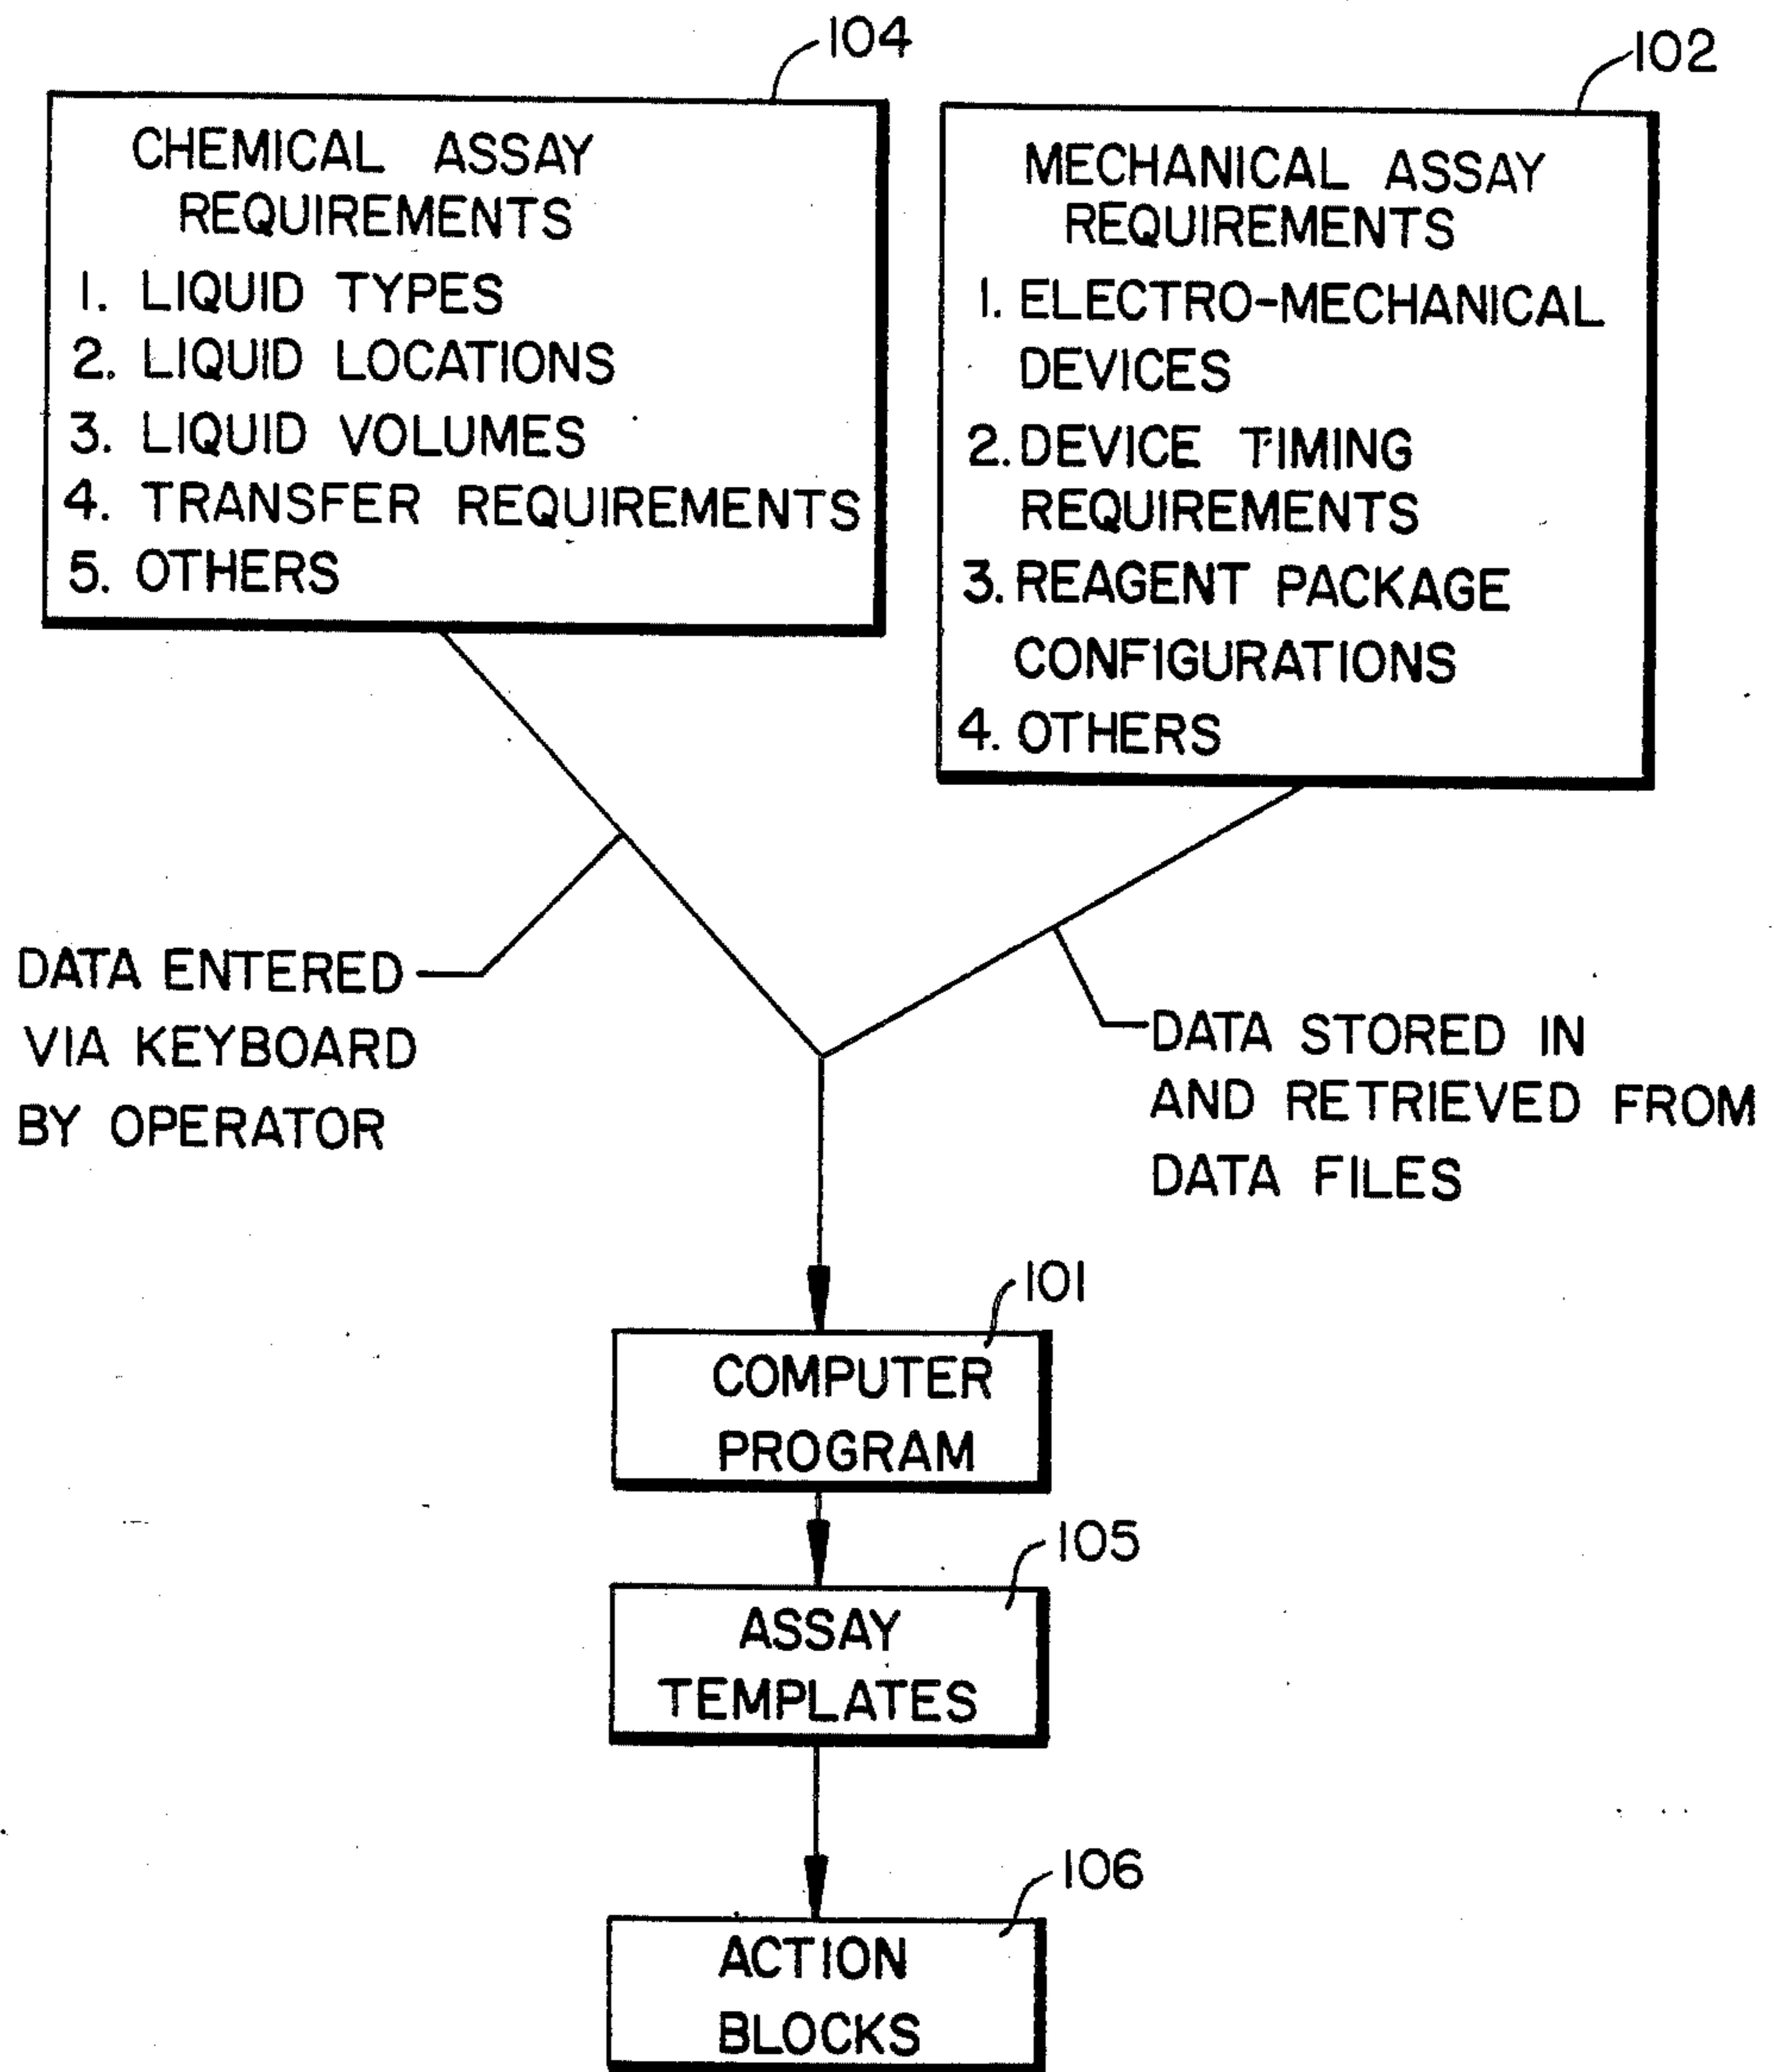 104
CHEMICAL ASSAY
REQUIREMENTS
1. LIQUID TYPES
2. LIQUID LOCATIONS
3. LIQUID VOLUMES
4. TRANSFER REQUIREMENTS
5. OTHERS
102
MECHANICAL ASSAY
REQUIREMENTS
1. ELECTRO-MECHANICAL
DEVICES
2. DEVICE TIMING
REQUIREMENTS
3. REAGENT PACKAGE
CONFIGURATIONS
4. OTHERS
DATA ENTERED
VIA KEYBOARD
BY OPERATOR
DATA STORED IN
AND RETRIEVED FROM
DATA FILES
101
COMPUTER
PROGRAM
105
ASSAY
TEMPLATES
106
ACTION
BLOCKS